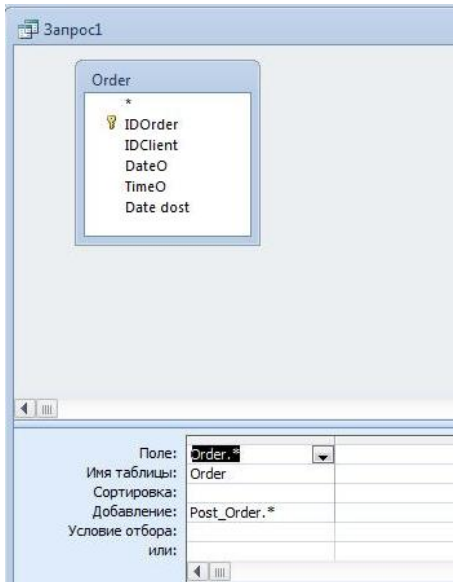 Запрос1
Order
*
IDOrder
IDClient
DateO
TimeO
Date dost
Поле: Order.*
Имя таблицы: Order
Сортировка:
Добавление: Post_Order.*
Условие отбора:
или: